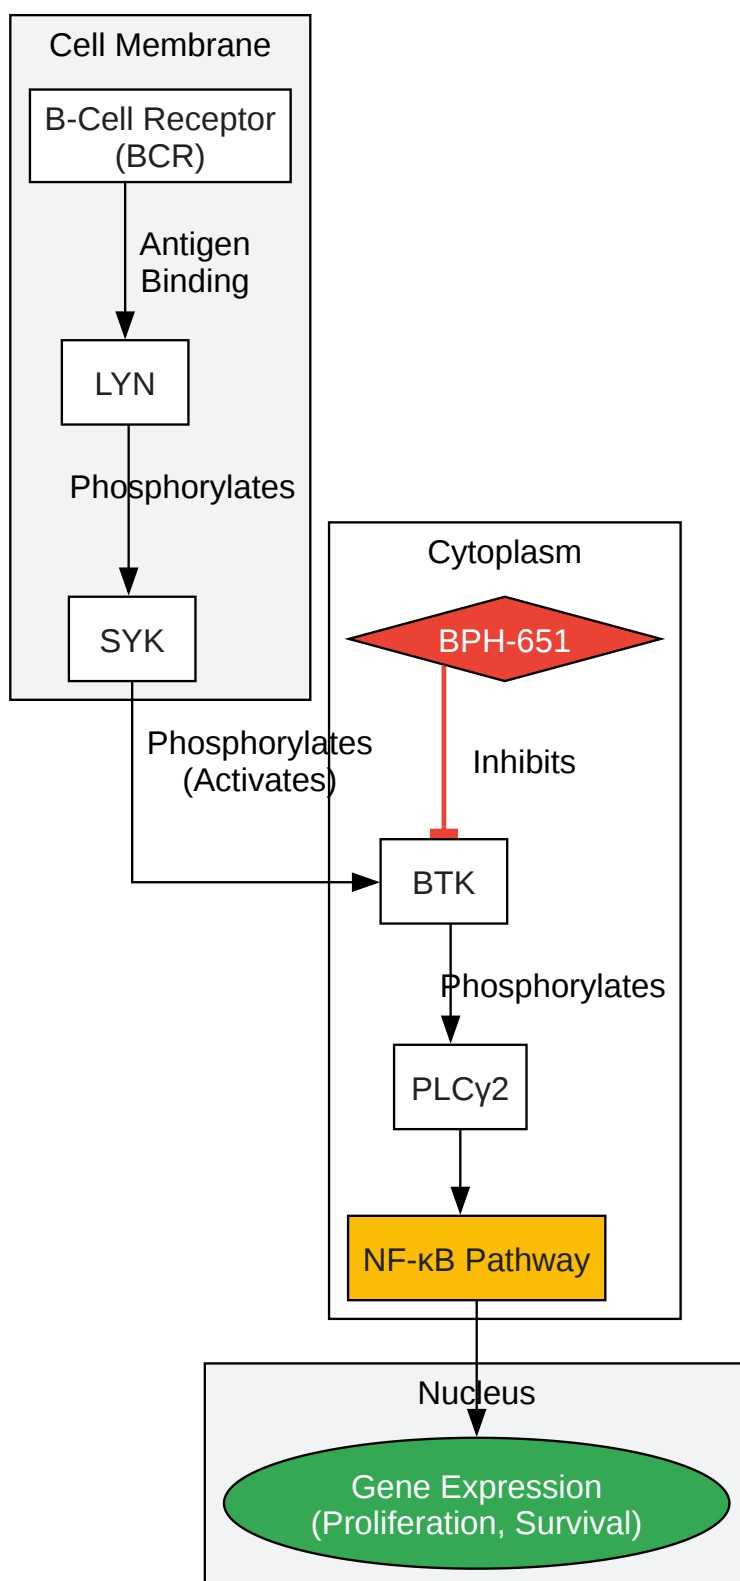 Cell Membrane
B-Cell Receptor
(BCR)
Antigen
Binding
LYN
Phosphorylates
SYK
Phosphorylates
(Activates)
Cytoplasm
BPH-651
Inhibits
BTK
Phosphorylates
PLCγ2
NF-κB Pathway
Nucleus
Gene Expression
(Proliferation, Survival)